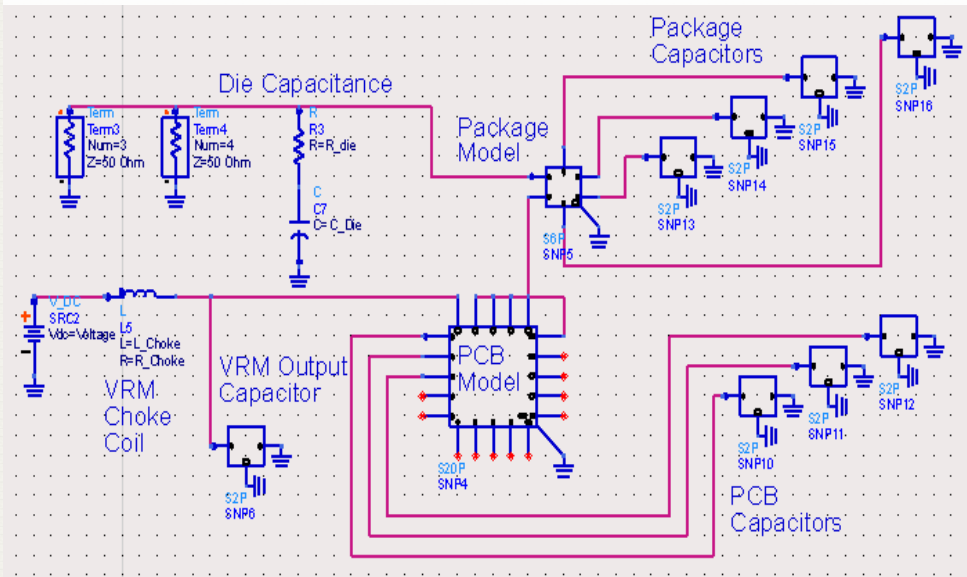 Die Capacitance
Term
Term3
Num=3
Z=50 Ohm
Term
Term4
Num=4
Z=50 Ohm
R
R3
R=R_die
C
C7
C=C_Die
Package
Model
S6P
SNP5
Package
Capacitors
S2P
SNP16
S2P
SNP15
S2P
SNP14
S2P
SNP13
V_DC
SRC2
Vdc=Voltage
L
L5
L=L_Choke
R=R_Choke
VRM
Choke
Coil
VRM Output
Capacitor
S2P
SNP6
PCB
Model
S20P
SNP4
S2P
SNP12
S2P
SNP11
S2P
SNP10
PCB
Capacitors